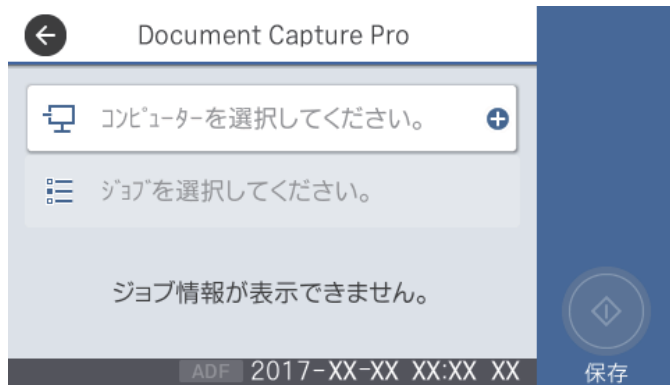 Document Capture Pro
コンピューターを選択してください。
ジョブを選択してください。
ジョブ情報が表示できません。
ADF 2017-XX-XX XX:XX XX
保存